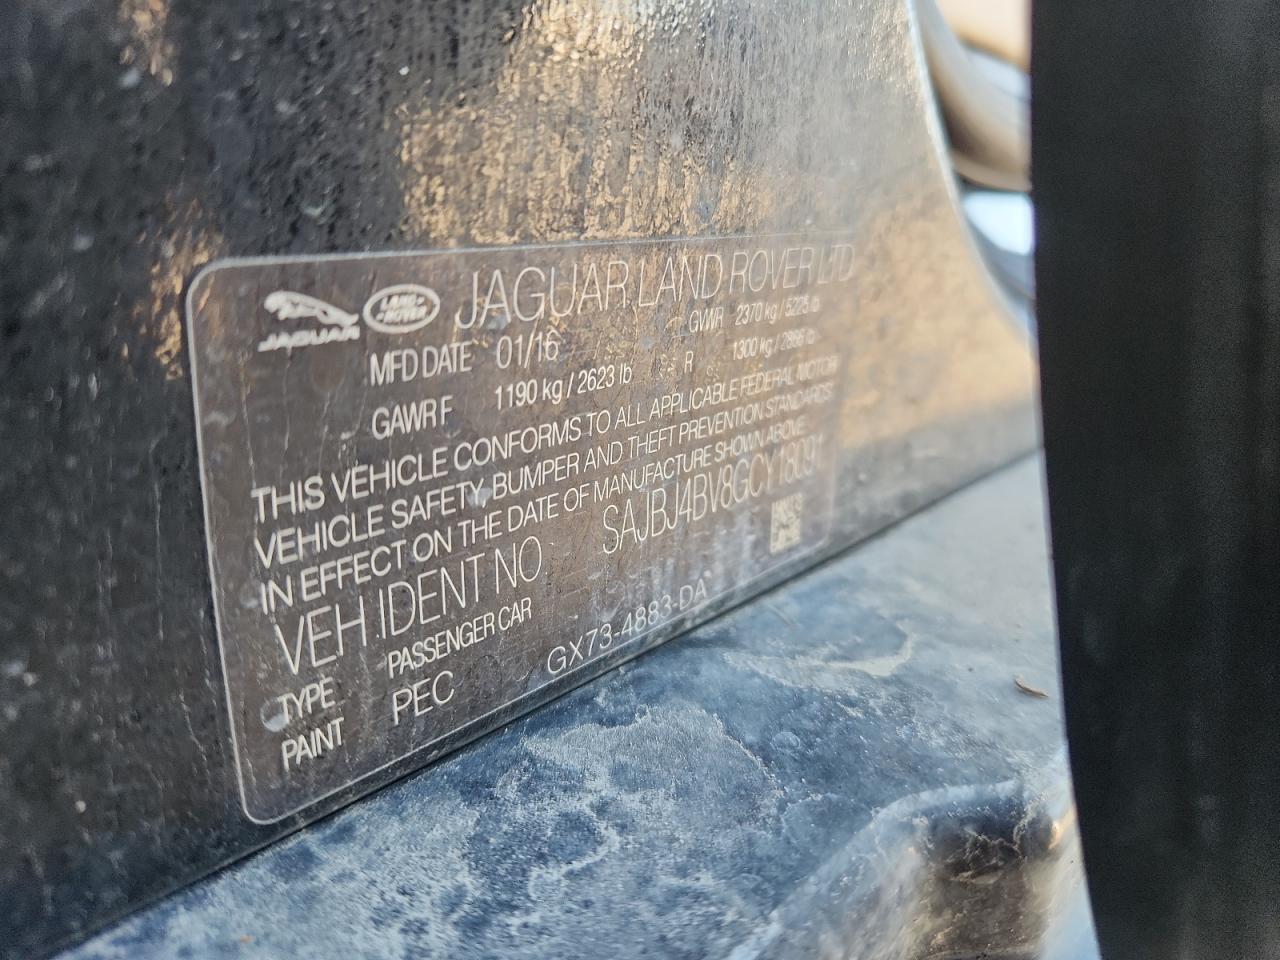 JAGUAR LAND ROVER JAGUAR LAND ROVER LTD
MFD DATE 01/16 GVWR 2370 kg / 5225 lb
GAWR F 1190 kg / 2623 lb R 1300 kg / 2866 lb
THIS VEHICLE CONFORMS TO ALL APPLICABLE FEDERAL MOTOR
VEHICLE SAFETY, BUMPER AND THEFT PREVENTION STANDARDS
IN EFFECT ON THE DATE OF MANUFACTURE SHOWN ABOVE
VEH IDENT NO SAJBJ4BV8GCY18091
TYPE PASSENGER CAR
PAINT PEC GX73-4883-DA